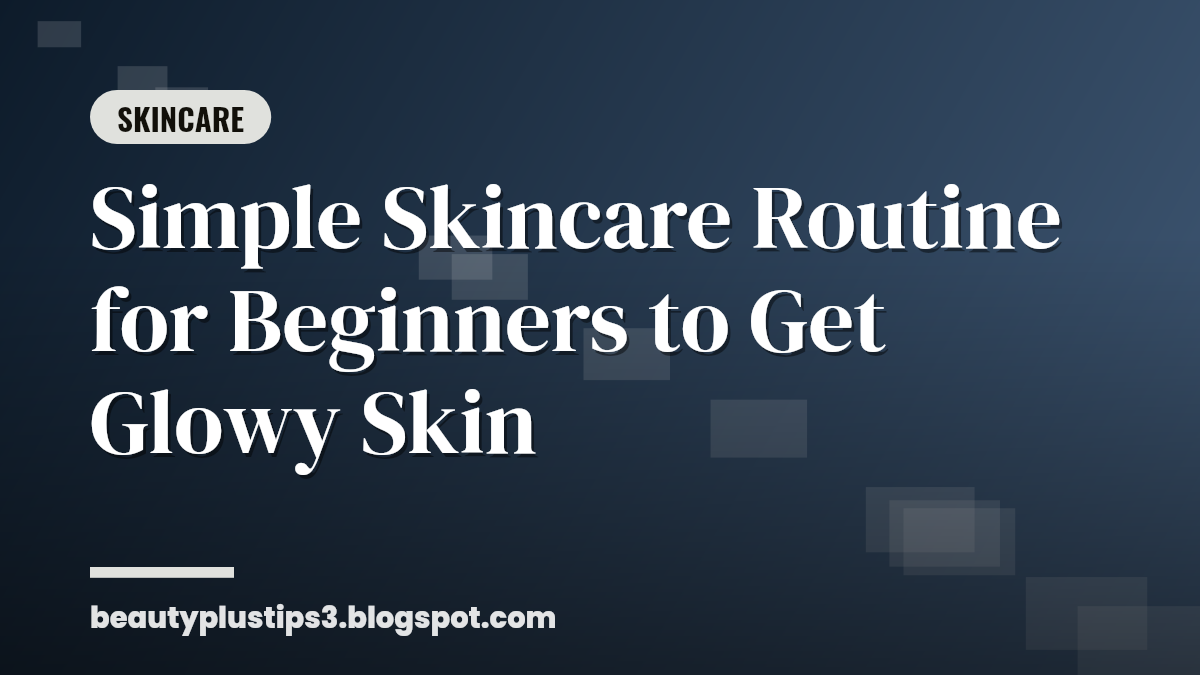 SKINCARE
Simple Skincare Routine
for Beginners to Get
Glowy Skin
beautyplustips3.blogspot.com